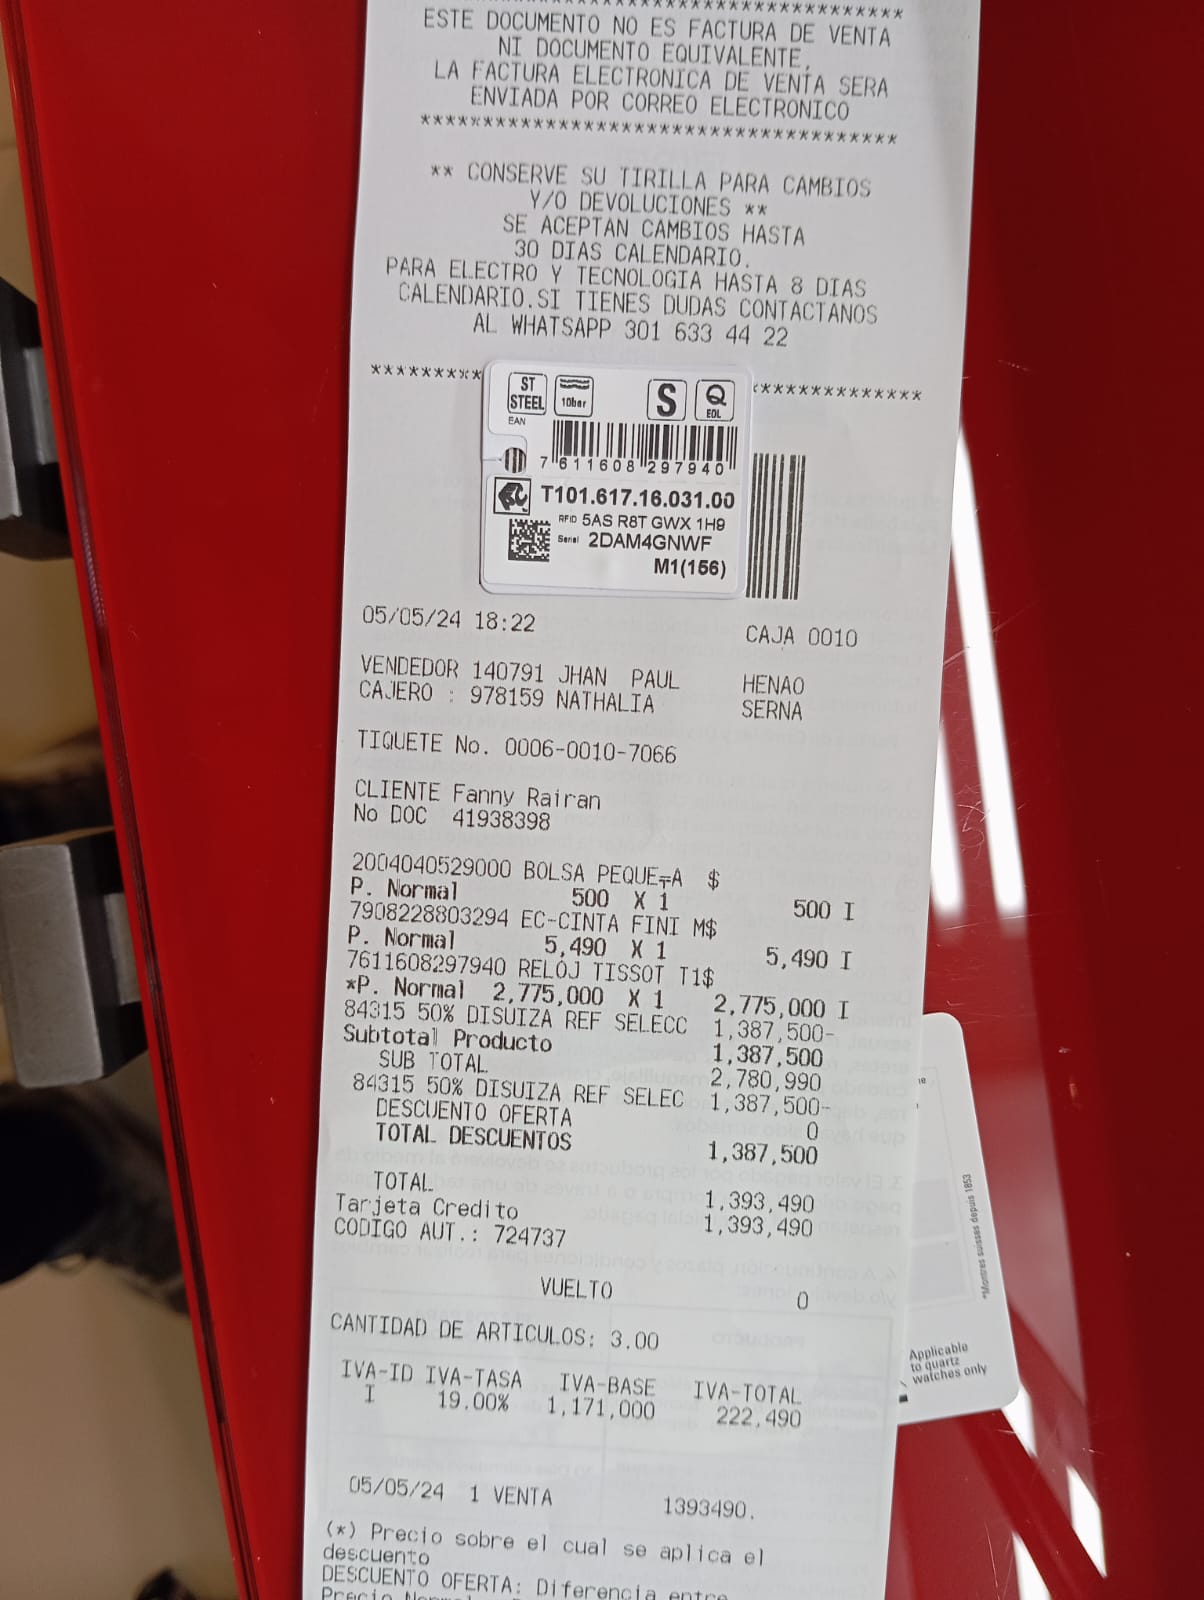 *************************************
ESTE DOCUMENTO NO ES FACTURA DE VENTA
NI DOCUMENTO EQUIVALENTE,
LA FACTURA ELECTRONICA DE VENTA SERA
ENVIADA POR CORREO ELECTRONICO
**************************************
** CONSERVE SU TIRILLA PARA CAMBIOS
Y/O DEVOLUCIONES **
SE ACEPTAN CAMBIOS HASTA
30 DIAS CALENDARIO.
PARA ELECTRO Y TECNOLOGIA HASTA 8 DIAS
CALENDARIO.SI TIENES DUDAS CONTACTANOS
AL WHATSAPP 301 633 44 22
********* **************
ST STEEL 10bar S Q EOL
EAN
7 611608 297940
T101.617.16.031.00
RFID 5AS R8T GWX 1H9
Serial 2DAM4GNWF
M1(156)
05/05/24 18:22 CAJA 0010
VENDEDOR 140791 JHAN PAUL HENAO
CAJERO : 978159 NATHALIA SERNA
TIQUETE No. 0006-0010-7066
CLIENTE Fanny Rairan
No DOC 41938398
2004040529000 BOLSA PEQUE╤A $
P. Normal 500 X 1 500 I
7908228803294 EC-CINTA FINI M$
P. Normal 5,490 X 1 5,490 I
7611608297940 RELOJ TISSOT T1$
*P. Normal 2,775,000 X 1 2,775,000 I
84315 50% DISUIZA REF SELECC 1,387,500-
Subtotal Producto 1,387,500
SUB TOTAL 2,780,990
84315 50% DISUIZA REF SELEC 1,387,500-
DESCUENTO OFERTA 0
TOTAL DESCUENTOS 1,387,500
TOTAL 1,393,490
Tarjeta Credito 1,393,490
CODIGO AUT.: 724737
VUELTO 0
CANTIDAD DE ARTICULOS: 3.00
IVA-ID IVA-TASA IVA-BASE IVA-TOTAL
I 19.00% 1,171,000 222,490
05/05/24 1 VENTA 1393490.
(*) Precio sobre el cual se aplica el
descuento
DESCUENTO OFERTA: Diferencia entre
Precio
*Montres suisses depuis 1853
Applicable
to quartz
watches only